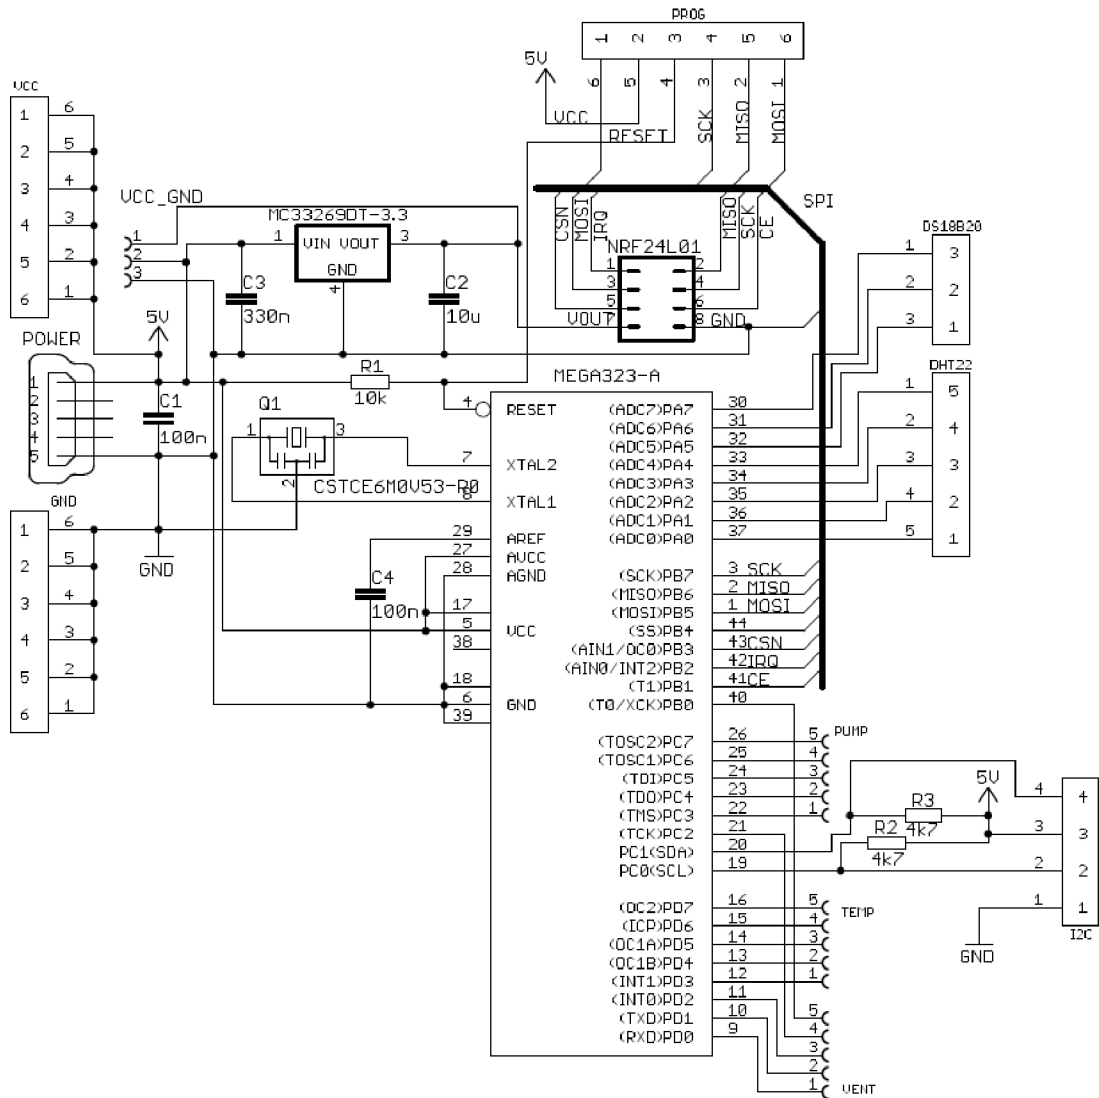 PROG
1 2 3 4 5 6
6 5 4 3 2 1
5V
VCC
RESET
SCK
MISO
MOSI
VCC
1 6
2 5
3 4
4 3
5 2
6 1
VCC_GND
1
2
3
MC33269DT-3.3
1 VIN VOUT 3
GND
4
C3
330n
C2
10u
CSN
MOSI
IRQ
MISO
SCK
CE
SPI
NRF24L01
1 2
3 4
5 6
7 8
VOUT
GND
DS18B20
1 3
2 2
3 1
DHT22
1 5
2 4
3 3
4 2
5 1
5V
POWER
1
2
3
4
5
C1
100n
R1
10k
Q1
1 3
2
CSTCE6M0V53-R0
GND
1 6
2 5
3 4
4 3
5 2
6 1
GND
C4
100n
MEGA323-A
4 RESET
7 XTAL2
8 XTAL1
29 AREF
27 AVCC
28 AGND
17
5 VCC
38
18
6 GND
39
(ADC7)PA7 30
(ADC6)PA6 31
(ADC5)PA5 32
(ADC4)PA4 33
(ADC3)PA3 34
(ADC2)PA2 35
(ADC1)PA1 36
(ADC0)PA0 37
(SCK)PB7 3 SCK
(MISO)PB6 2 MISO
(MOSI)PB5 1 MOSI
(SS)PB4 44
(AIN1/OC0)PB3 43 CSN
(AIN0/INT2)PB2 42 IRQ
(T1)PB1 41 CE
(T0/XCK)PB0 40
(TOSC2)PC7 26 5 PUMP
(TOSC1)PC6 25 4
(TDI)PC5 24 3
(TDO)PC4 23 2
(TMS)PC3 22 1
(TCK)PC2 21
PC1(SDA) 20
PC0(SCL) 19
(OC2)PD7 16 5 TEMP
(ICP)PD6 15 4
(OC1A)PD5 14 3
(OC1B)PD4 13 2
(INT1)PD3 12 1
(INT0)PD2 11
(TXD)PD1 10
(RXD)PD0 9
5
4
3
2
1 VENT
5V
R3
4k7
R2
4k7
4 4
3 3
2 2
1 1
I2C
GND